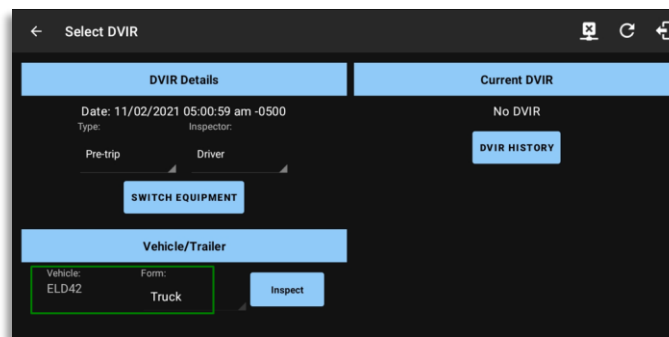 Select DVIR
DVIR Details
Date: 11/02/2021 05:00:59 am -0500
Type: Inspector:
Pre-trip Driver
SWITCH EQUIPMENT
Vehicle/Trailer
Vehicle: Form:
ELD42 Truck
Inspect
Current DVIR
No DVIR
DVIR HISTORY